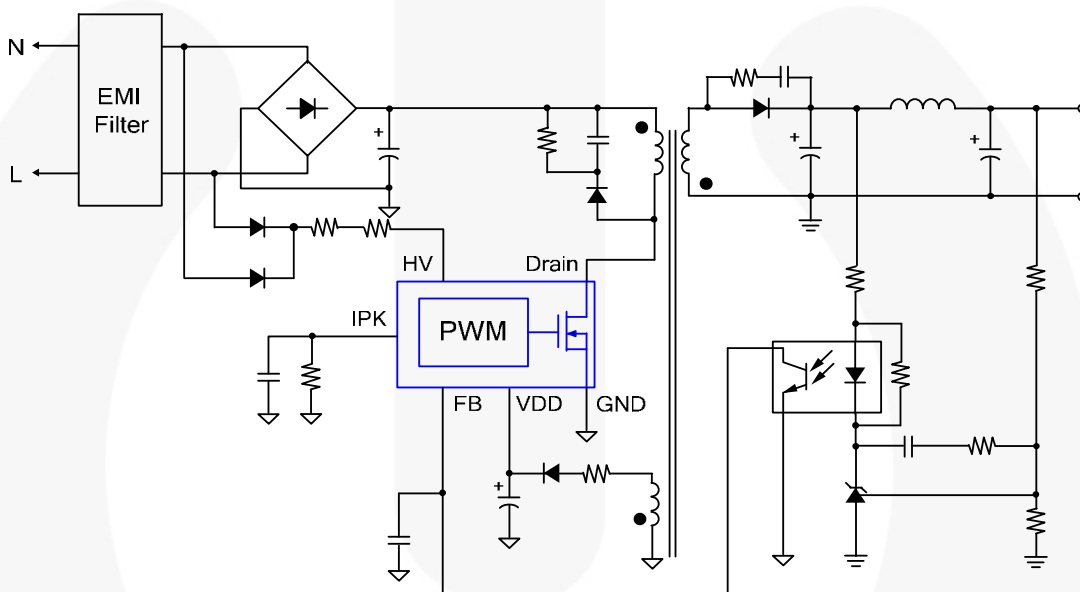 N
EMI
Filter
L
+
+
+
HV
Drain
IPK
PWM
FB
VDD
GND
+